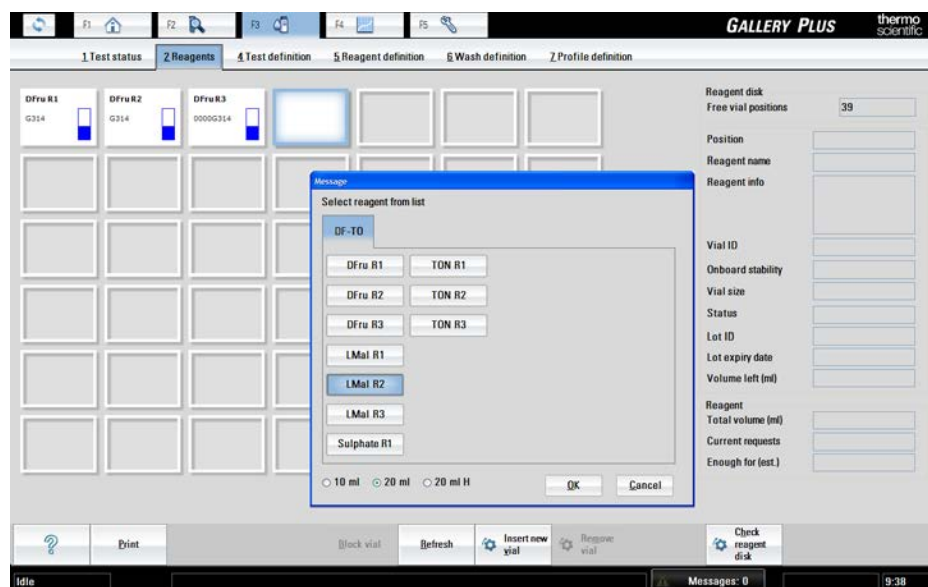 F1 F2 F3 F4 F5 GALLERY PLUS thermo scientific
1 Test status 2 Reagents 4 Test definition 5 Reagent definition 6 Wash definition 7 Profile definition
DFru R1 DFru R2 DFru R3
G314 G314 0000G314
Reagent disk
Free vial positions 39
Position
Reagent name
Reagent info
Vial ID
Onboard stability
Vial size
Status
Lot ID
Lot expiry date
Volume left (ml)
Reagent
Total volume (ml)
Current requests
Enough for (est.)
Message
Select reagent from list
DF-TO
DFru R1 TON R1
DFru R2 TON R2
DFru R3 TON R3
LMal R1
LMal R2
LMal R3
Sulphate R1
10 ml 20 ml 20 ml H OK Cancel
? Print Block vial Refresh Insert new vial Remove vial Check reagent disk
Idle Messages: 0 9:38